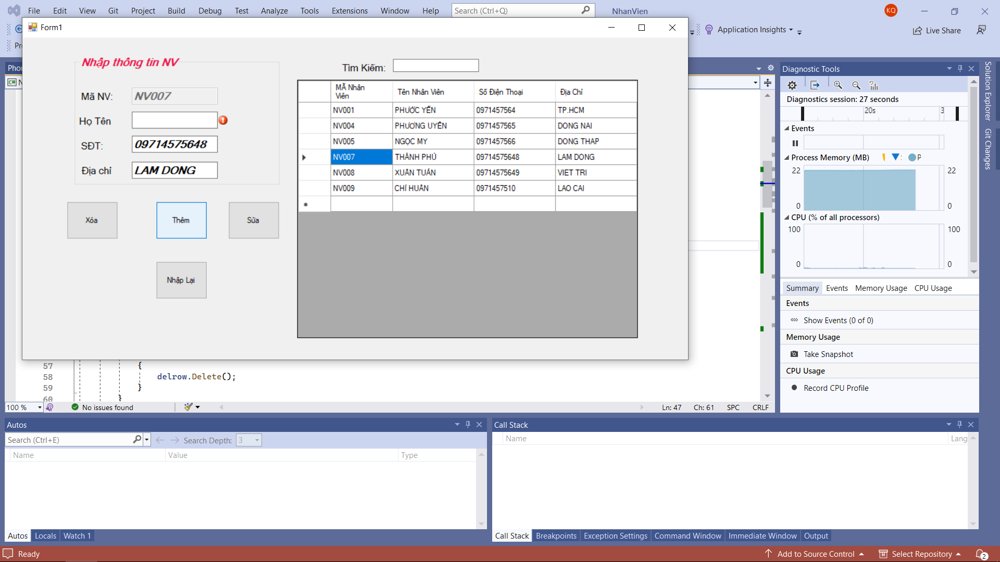 File Edit View Git Project Build Debug Test Analyze Tools Extensions Window Help Search (Ctrl+Q) NhanVien KQ
Application Insights Live Share
Form1
Nhập thông tin NV
Mã NV: NV007
Họ Tên
SĐT: 09714575648
Địa chỉ LAM DONG
Xóa Thêm Sửa
Nhập Lại
Tìm Kiếm:
MÃ Nhân Viên Tên Nhân Viên Số Điện Thoại Địa Chỉ
NV001 PHƯỚC YẾN 0971457564 TP.HCM
NV004 PHƯƠNG UYÊN 0971457565 DONG NAI
NV005 NGỌC MY 0971457566 DONG THAP
NV007 THÀNH PHÚ 09714575648 LAM DONG
NV008 XUÂN TUẤN 09714575649 VIET TRI
NV009 CHÍ HUÂN 0971457510 LAO CAI
57 {
58 delrow.Delete();
59 }
60 }
100 % No issues found Ln: 47 Ch: 61 SPC CRLF
Diagnostic Tools
Diagnostics session: 27 seconds
20s 3
Events
Process Memory (MB) P
22 22
0 0
CPU (% of all processors)
100 100
0 0
Summary Events Memory Usage CPU Usage
Events
Show Events (0 of 0)
Memory Usage
Take Snapshot
CPU Usage
Record CPU Profile
Solution Explorer
Git Changes
Autos
Search (Ctrl+E) Search Depth: 3
Name Value Type
Autos Locals Watch 1
Call Stack
Name Lang
Call Stack Breakpoints Exception Settings Command Window Immediate Window Output
Ready Add to Source Control Select Repository 2